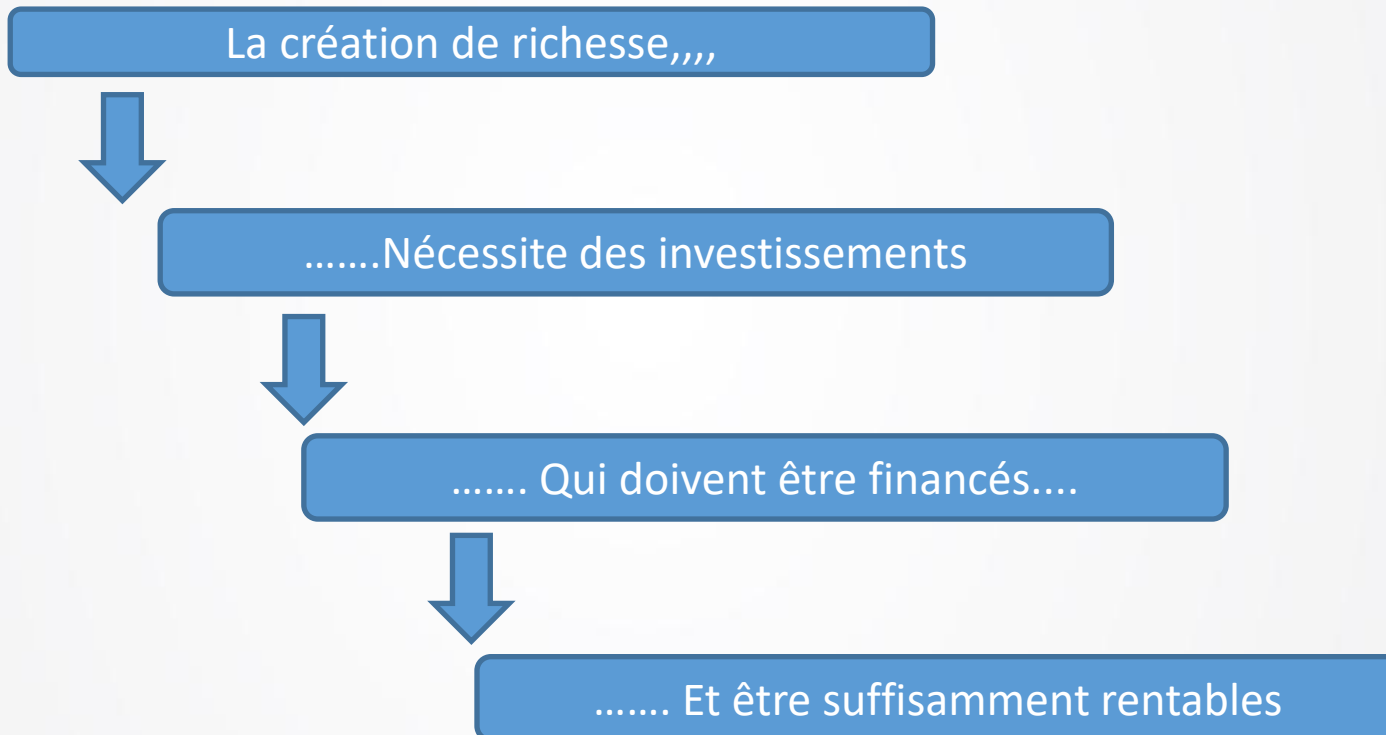 La création de richesse,,,,
…….Nécessite des investissements
……. Qui doivent être financés....
……. Et être suffisamment rentables